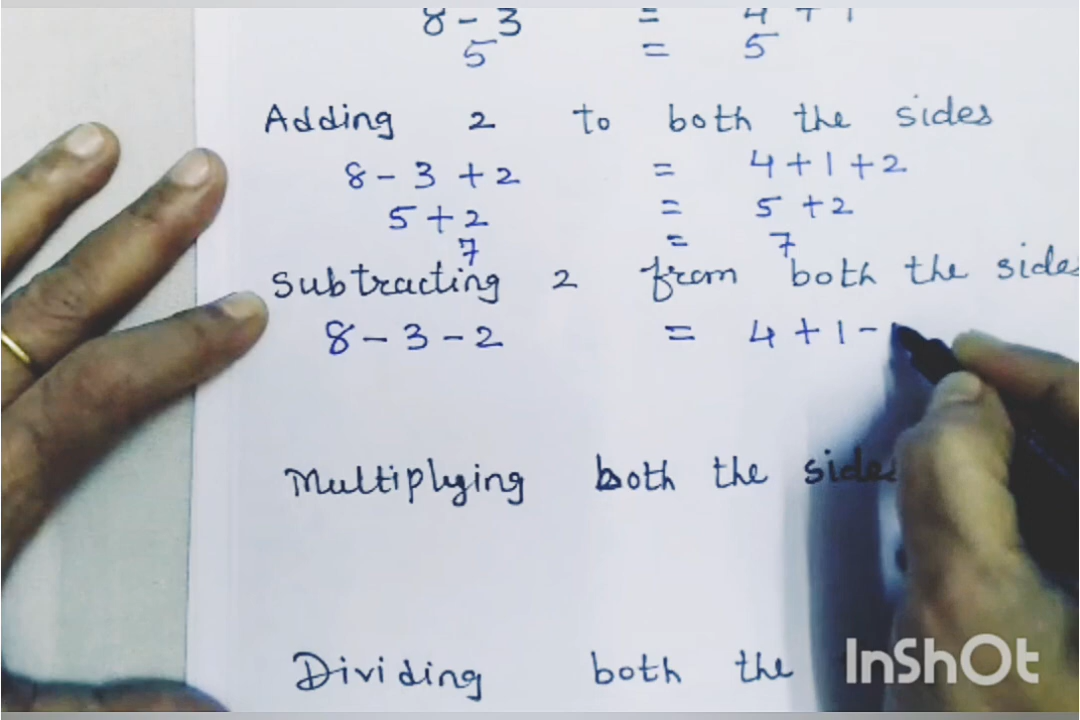 8 - 3 = 4 + 1
5 = 5
Adding 2 to both the sides
8 - 3 + 2 = 4 + 1 + 2
5 + 2 = 5 + 2
7 = 7
Subtracting 2 from both the sides
8 - 3 - 2 = 4 + 1 -
Multiplying both the sides
Dividing both the
InShOt